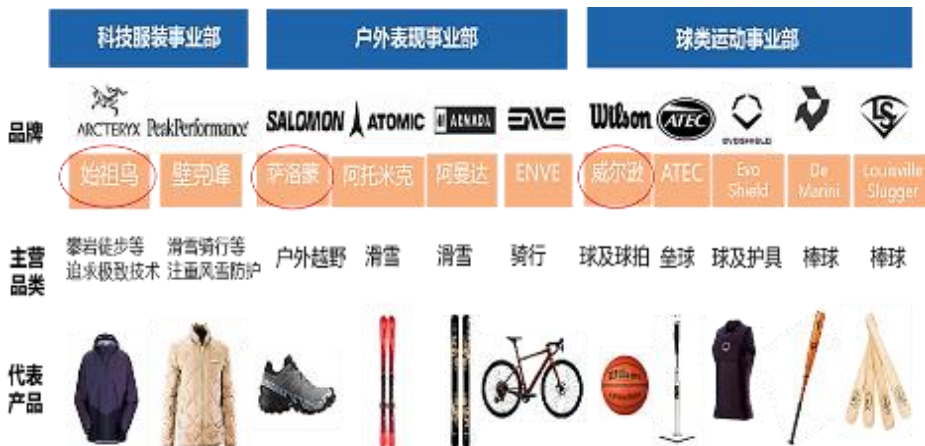 科技服装事业部 户外表现事业部 球类运动事业部
品牌
ARCTERYX PeakPerformance SALOMON ATOMIC ARMADA ENVE Wilson ATEC EVOSHIELD LS
始祖鸟 壁克峰 萨洛蒙 阿托米克 阿曼达 ENVE 威尔逊 ATEC Evo Shield De Marini Louisville Slugger
主营品类
攀岩徒步等 滑雪骑行等 户外越野 滑雪 滑雪 骑行 球及球拍 垒球 球及护具 棒球 棒球
追求极致技术 注重风雪防护
代表产品
Wilson